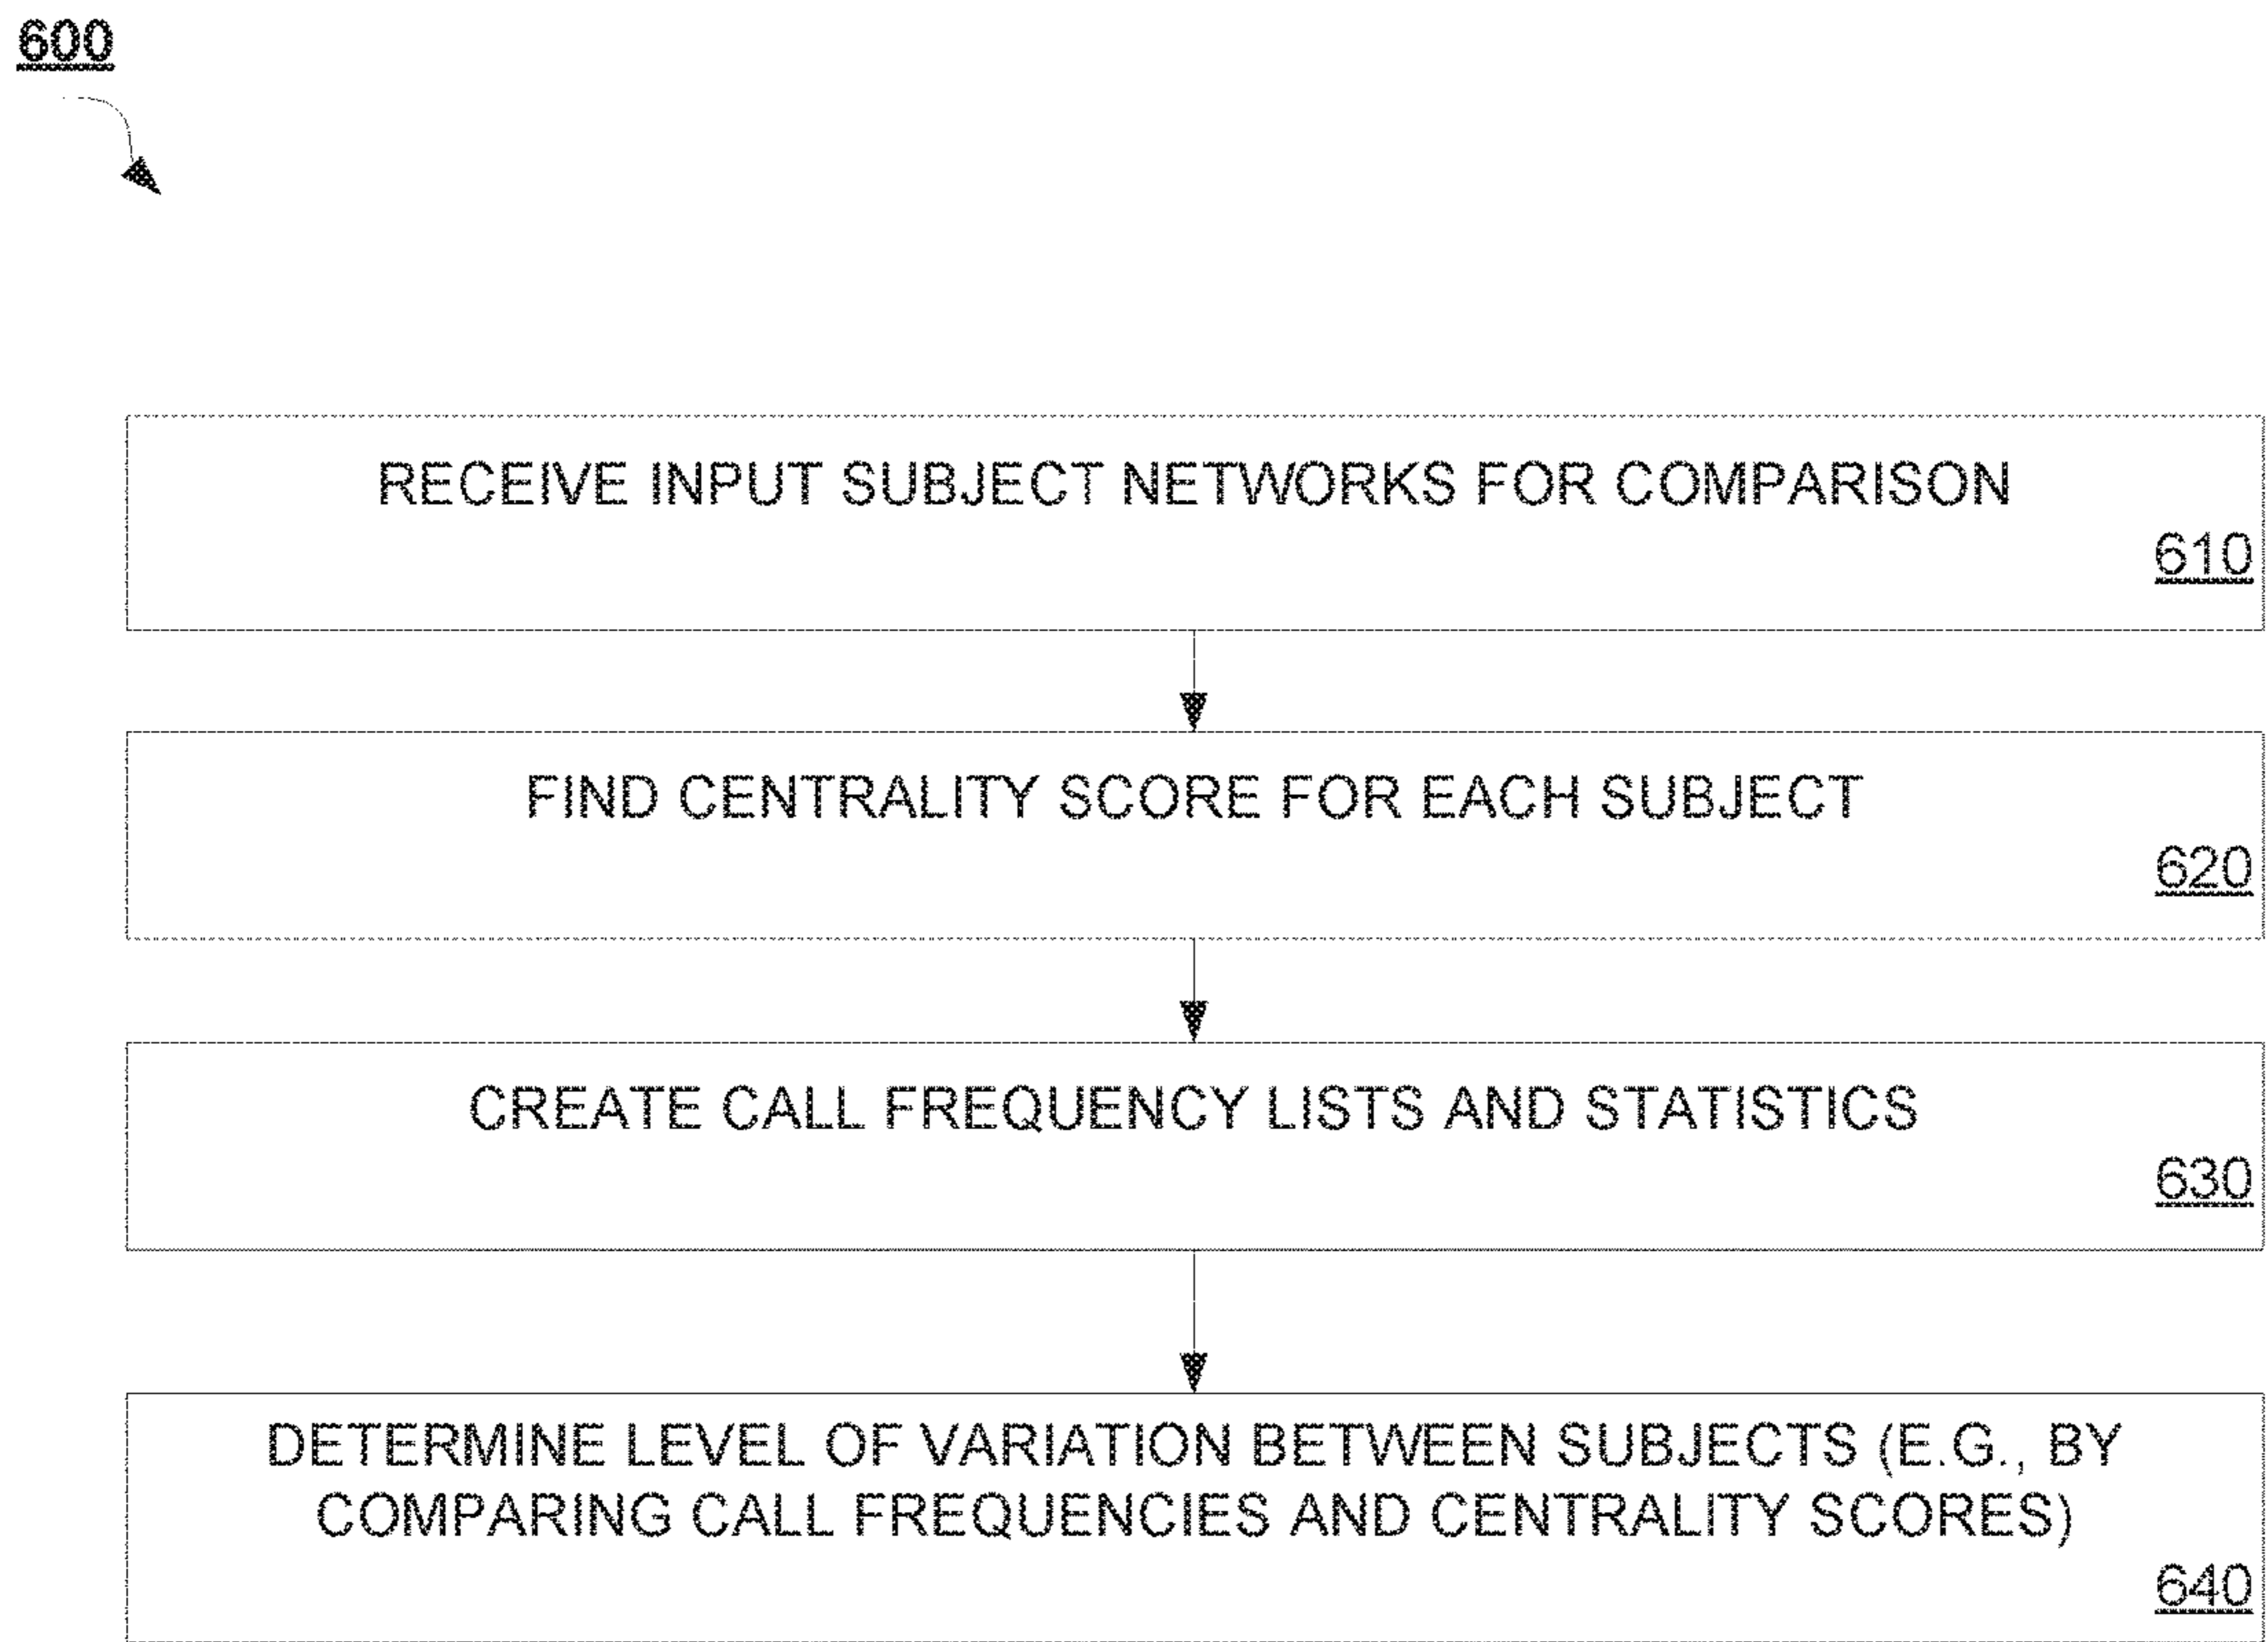 600
RECEIVE INPUT SUBJECT NETWORKS FOR COMPARISON
610
FIND CENTRALITY SCORE FOR EACH SUBJECT
620
CREATE CALL FREQUENCY LISTS AND STATISTICS
630
DETERMINE LEVEL OF VARIATION BETWEEN SUBJECTS (E.G., BY
COMPARING CALL FREQUENCIES AND CENTRALITY SCORES)
640